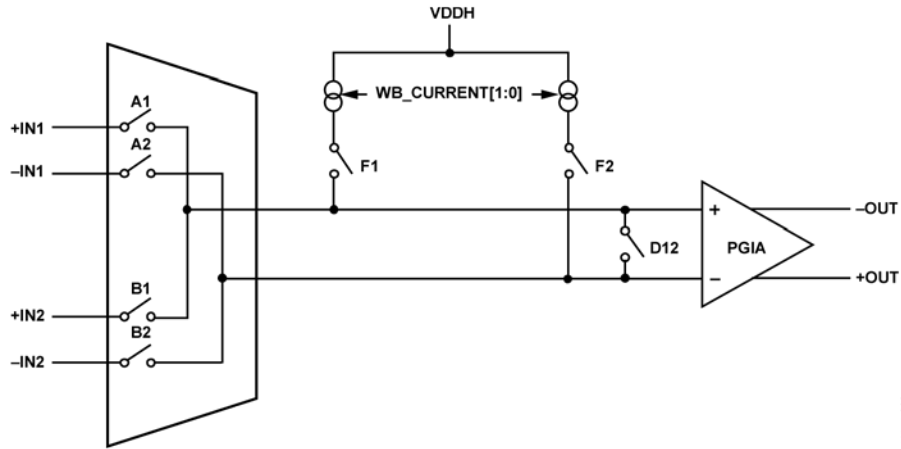 VDDH
WB_CURRENT[1:0]
A1
+IN1
A2
–IN1
F1
F2
+
–OUT
D12
PGIA
–
+OUT
B1
+IN2
B2
–IN2